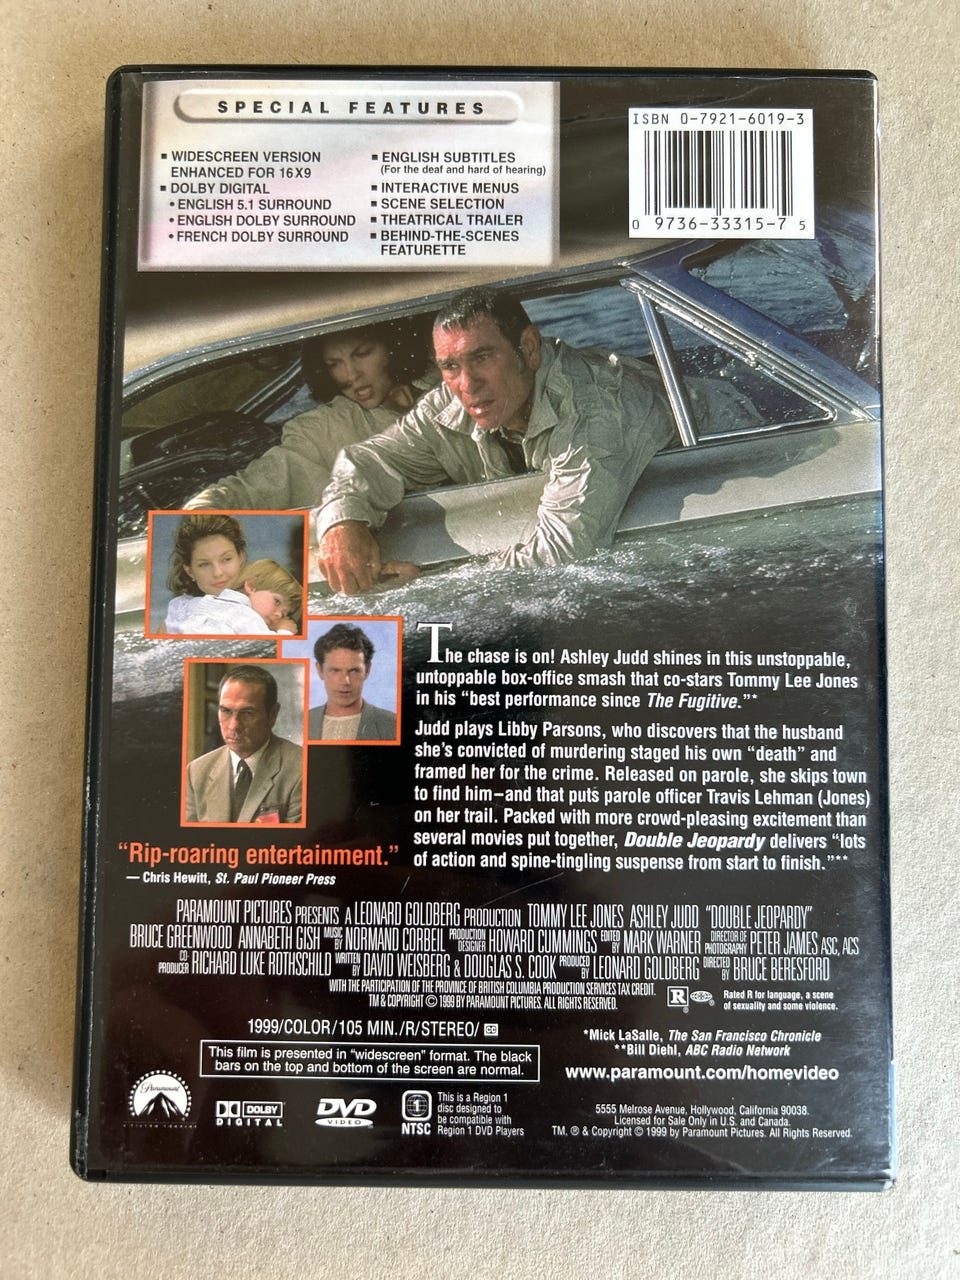 SPECIAL FEATURES
▪ WIDESCREEN VERSION
ENHANCED FOR 16X9
▪ DOLBY DIGITAL
• ENGLISH 5.1 SURROUND
• ENGLISH DOLBY SURROUND
• FRENCH DOLBY SURROUND
▪ ENGLISH SUBTITLES
(For the deaf and hard of hearing)
▪ INTERACTIVE MENUS
▪ SCENE SELECTION
▪ THEATRICAL TRAILER
▪ BEHIND-THE-SCENES
FEATURETTE
ISBN 0-7921-6019-3
0 9736-33315-7 5
The chase is on! Ashley Judd shines in this unstoppable,
untoppable box-office smash that co-stars Tommy Lee Jones
in his "best performance since The Fugitive."*
Judd plays Libby Parsons, who discovers that the husband
she's convicted of murdering staged his own "death" and
framed her for the crime. Released on parole, she skips town
to find him–and that puts parole officer Travis Lehman (Jones)
on her trail. Packed with more crowd-pleasing excitement than
several movies put together, Double Jeopardy delivers "lots
of action and spine-tingling suspense from start to finish."**
"Rip-roaring entertainment."
— Chris Hewitt, St. Paul Pioneer Press
PARAMOUNT PICTURES PRESENTS A LEONARD GOLDBERG PRODUCTION TOMMY LEE JONES ASHLEY JUDD "DOUBLE JEOPARDY"
BRUCE GREENWOOD ANNABETH GISH MUSIC BY NORMAND CORBEIL PRODUCTION DESIGNER HOWARD CUMMINGS EDITED BY MARK WARNER DIRECTOR OF PHOTOGRAPHY PETER JAMES ASC, ACS
CO-PRODUCER RICHARD LUKE ROTHSCHILD WRITTEN BY DAVID WEISBERG & DOUGLAS S. COOK PRODUCED BY LEONARD GOLDBERG DIRECTED BY BRUCE BERESFORD
WITH THE PARTICIPATION OF THE PROVINCE OF BRITISH COLUMBIA PRODUCTION SERVICES TAX CREDIT.
TM & COPYRIGHT © 1999 BY PARAMOUNT PICTURES. ALL RIGHTS RESERVED.
R
Rated R for language, a scene
of sexuality and some violence.
1999/COLOR/105 MIN./R/STEREO/ CC
This film is presented in "widescreen" format. The black
bars on the top and bottom of the screen are normal.
*Mick LaSalle, The San Francisco Chronicle
**Bill Diehl, ABC Radio Network
www.paramount.com/homevideo
Paramount
DOLBY
DIGITAL
DVD
VIDEO
1
NTSC
This is a Region 1
disc designed to
be compatible with
Region 1 DVD Players
5555 Melrose Avenue, Hollywood, California 90038.
Licensed for Sale Only in U.S. and Canada.
TM, ® & Copyright © 1999 by Paramount Pictures. All Rights Reserved.